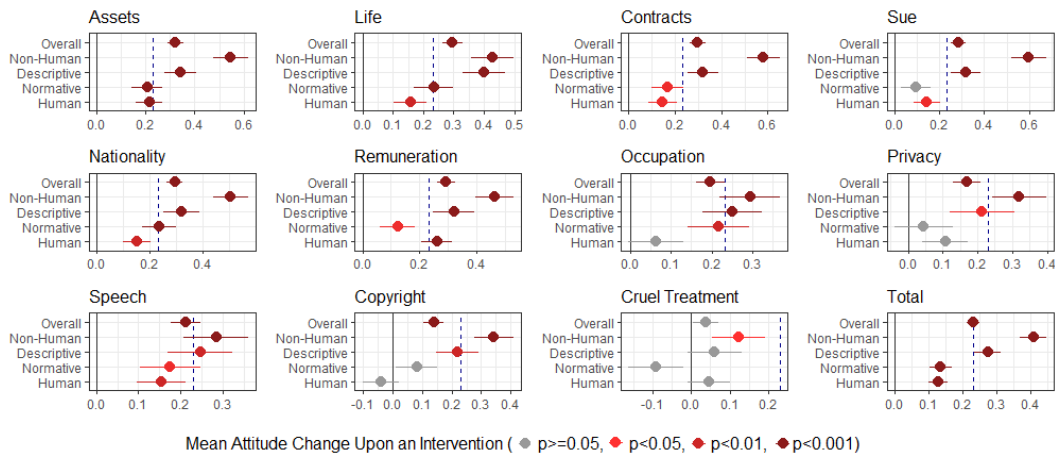 Assets Life Contracts Sue
Overall Overall Overall Overall
Non-Human Non-Human Non-Human Non-Human
Descriptive Descriptive Descriptive Descriptive
Normative Normative Normative Normative
Human Human Human Human
0.0 0.2 0.4 0.6 0.0 0.1 0.2 0.3 0.4 0.5 0.0 0.2 0.4 0.6 0.0 0.2 0.4 0.6
Nationality Remuneration Occupation Privacy
Overall Overall Overall Overall
Non-Human Non-Human Non-Human Non-Human
Descriptive Descriptive Descriptive Descriptive
Normative Normative Normative Normative
Human Human Human Human
0.0 0.2 0.4 0.0 0.2 0.4 0.0 0.1 0.2 0.3 0.0 0.1 0.2 0.3 0.4
Speech Copyright Cruel Treatment Total
Overall Overall Overall Overall
Non-Human Non-Human Non-Human Non-Human
Descriptive Descriptive Descriptive Descriptive
Normative Normative Normative Normative
Human Human Human Human
0.0 0.1 0.2 0.3 -0.1 0.0 0.1 0.2 0.3 0.4 -0.1 0.0 0.1 0.2 0.0 0.1 0.2 0.3 0.4
Mean Attitude Change Upon an Intervention ( p>=0.05, p<0.05, p<0.01, p<0.001)